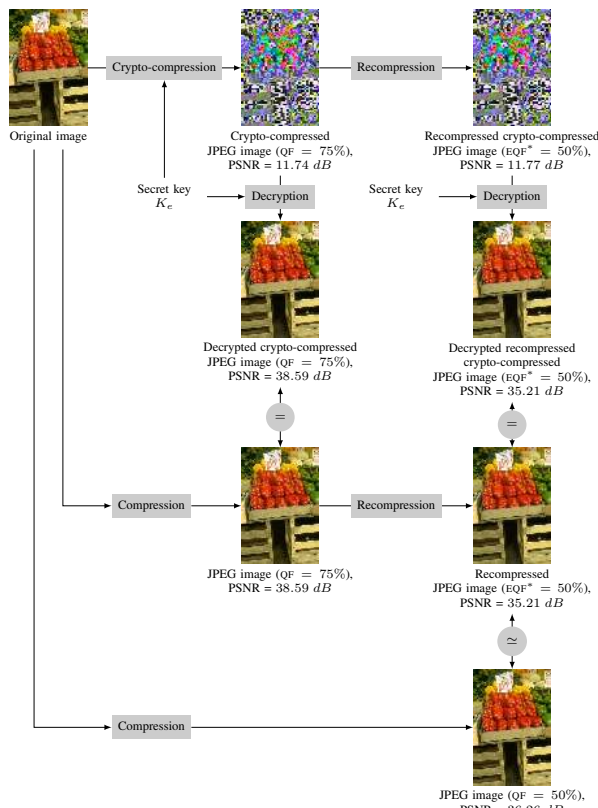 Crypto-compression
Recompression
Original image
Crypto-compressed
JPEG image (QF = 75%),
PSNR = 11.74 dB
Recompressed crypto-compressed
JPEG image (EQF* = 50%),
PSNR = 11.77 dB
Secret key
Kₑ
Decryption
Secret key
Kₑ
Decryption
Decrypted crypto-compressed
JPEG image (QF = 75%),
PSNR = 38.59 dB
Decrypted recompressed
crypto-compressed
JPEG image (EQF* = 50%),
PSNR = 35.21 dB
=
=
Compression
Recompression
JPEG image (QF = 75%),
PSNR = 38.59 dB
Recompressed
JPEG image (EQF* = 50%),
PSNR = 35.21 dB
≃
Compression
JPEG image (QF = 50%),
PSNR